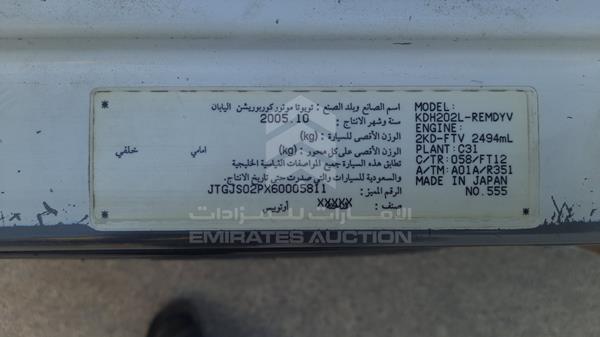 اسم الصانع وبلد الصنع : تويوتا موتور كوربوريشن اليابان
سنة وشهر الانتاج : 2005.10
الوزن الأقصى للسيارة : (kg)
الوزن الأقصى على كل محور : (kg) امامي خلفي
تطابق هذه السيارة جميع المواصفات القياسية الخليجية
والسعودية للسيارات والتي صدرت حتى تاريخ الانتاج.
الرقم المميز: JTGJS02PX60005811
صنف : XXXXX أوتوبيس
MODEL:
KDH202L-REMDYV
ENGINE:
2KD-FTV 2494mL
PLANT: C31
C/TR: 058/FT12
A/TM: A01A/R351
MADE IN JAPAN
NO.555
الإمارات للمزادات
EMIRATES AUCTION